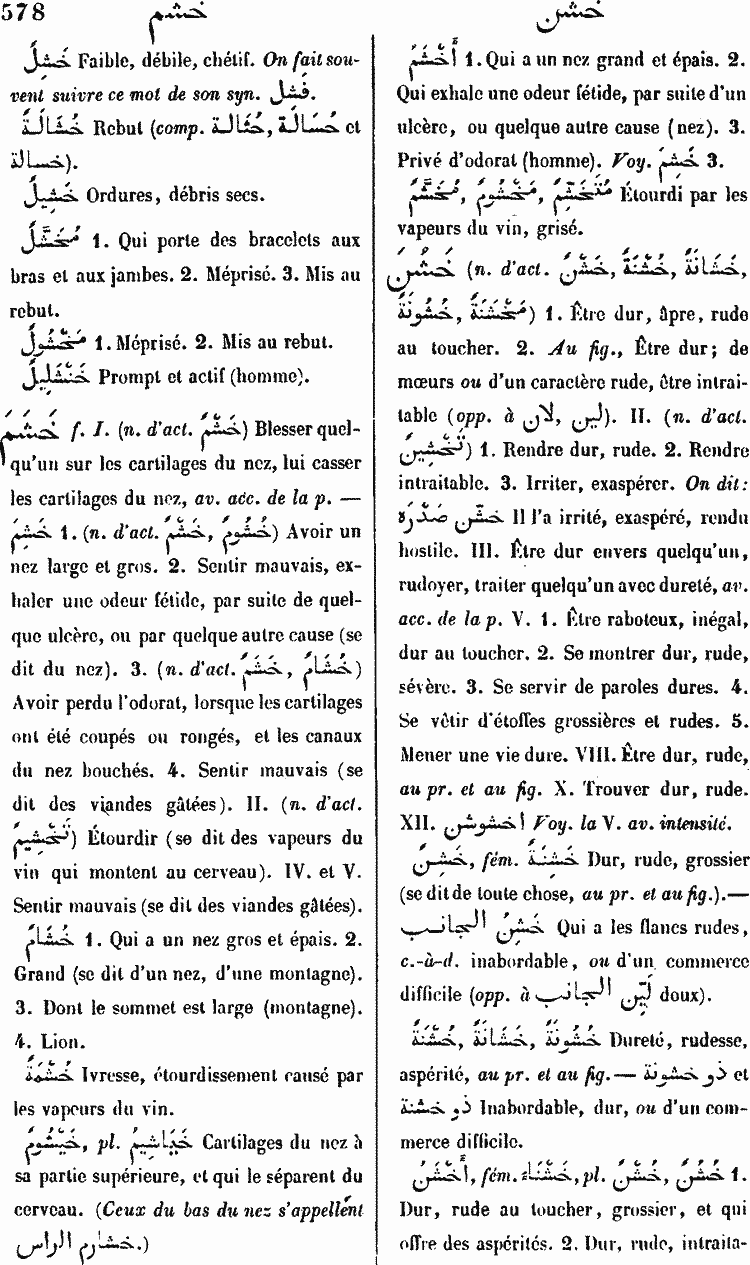 578
خشم
خشن
خَشِلٌ Faible, débile, chétif. On fait sou-
vent suivre ce mot de son syn. فَشِل.
خُشَالَةٌ Rebut (comp. حُثَالة, حُسَالة et
خسالة).
خَشِيلٌ Ordures, débris secs.
مُخَشَّلٌ 1. Qui porte des bracelets aux
bras et aux jambes. 2. Méprisé. 3. Mis au
rebut.
مَخْشُولٌ 1. Méprisé. 2. Mis au rebut.
خَنْشَلِيلٌ Prompt et actif (homme).
خَشَمَ f. I. (n. d'act. خَشْمٌ) Blesser quel-
qu'un sur les cartilages du nez, lui casser
les cartilages du nez, av. acc. de la p. —
خَشِمَ 1. (n. d'act. خَشْمٌ, خُشُومٌ) Avoir un
nez large et gros. 2. Sentir mauvais, ex-
haler une odeur fétide, par suite de quel-
que ulcère, ou par quelque autre cause (se
dit du nez). 3. (n. d'act. خَشَمٌ, خُشَامٌ)
Avoir perdu l'odorat, lorsque les cartilages
ont été coupés ou rongés, et les canaux
du nez bouchés. 4. Sentir mauvais (se
dit des viandes gâtées). II. (n. d'act.
تَخْشِيمٌ) Étourdir (se dit des vapeurs du
vin qui montent au cerveau). IV. et V.
Sentir mauvais (se dit des viandes gâtées).
خُشَامٌ 1. Qui a un nez gros et épais. 2.
Grand (se dit d'un nez, d'une montagne).
3. Dont le sommet est large (montagne).
4. Lion.
خُشْمَةٌ Ivresse, étourdissement causé par
les vapeurs du vin.
خَيْشُومٌ, pl. خَيَاشِيمُ Cartilages du nez à
sa partie supérieure, et qui le séparent du
cerveau. (Ceux du bas du nez s'appellent
خشارم الراس.)
أَخْشَمُ 1. Qui a un nez grand et épais. 2.
Qui exhale une odeur fétide, par suite d'un
ulcère, ou quelque autre cause (nez). 3.
Privé d'odorat (homme). Voy. خَشِمَ 3.
مُتَخَشِّمٌ, مَخْشُومٌ, مُخَشَّمٌ Étourdi par les
vapeurs du vin, grisé.
خَشُنَ (n. d'act. خَشْنٌ, خُشْنَةٌ, خَشَانَةٌ,
خُشُونَةٌ, مَخْشَنَةٌ) 1. Être dur, âpre, rude
au toucher. 2. Au fig., Être dur; de
mœurs ou d'un caractère rude, être intrai-
table (opp. à لان, لين). II. (n. d'act.
تَخْشِينٌ) 1. Rendre dur, rude. 2. Rendre
intraitable. 3. Irriter, exaspérer. On dit:
خشّن صَدْرَهُ Il l'a irrité, exaspéré, rendu
hostile. III. Être dur envers quelqu'un,
rudoyer, traiter quelqu'un avec dureté, av.
acc. de la p. V. 1. Être raboteux, inégal,
dur au toucher. 2. Se montrer dur, rude,
sévère. 3. Se servir de paroles dures. 4.
Se vêtir d'étoffes grossières et rudes. 5.
Mener une vie dure. VIII. Être dur, rude,
au pr. et au fig. X. Trouver dur, rude.
XII. اخشوشن Voy. la V. av. intensité.
خَشِنٌ, fém. خَشِنَةٌ Dur, rude, grossier
(se dit de toute chose, au pr. et au fig.).—
خَشِنُ الجانب Qui a les flancs rudes,
c.-à-d. inabordable, ou d'un commerce
difficile (opp. à لَيِّن الجانب doux).
خُشُونَةٌ, خَشَانَةٌ, خُشْنَةٌ Dureté, rudesse,
aspérité, au pr. et au fig.— ذو خشونة et
ذو خشنة Inabordable, dur, ou d'un com-
merce difficile.
أَخْشَنُ, fém. خَشْنَاءُ, pl. خُشْنٌ, خُشُنٌ 1.
Dur, rude au toucher, grossier, et qui
offre des aspérités. 2. Dur, rude, intraita-